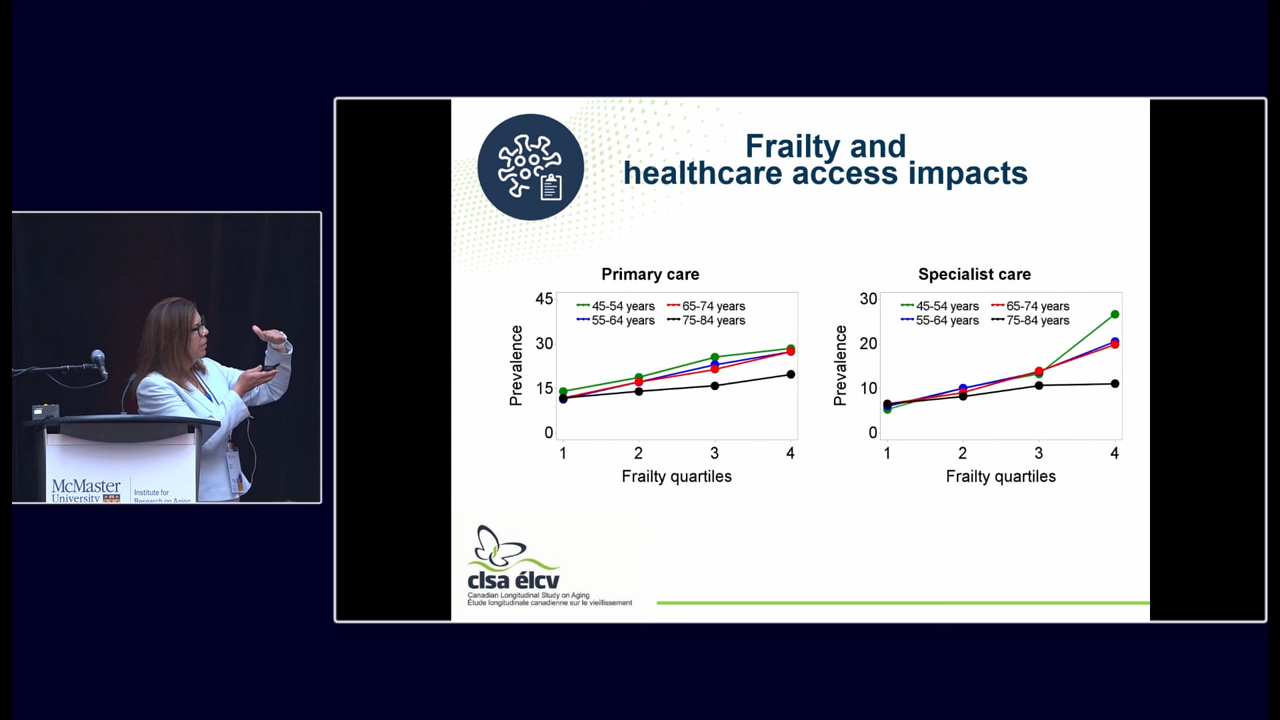 Frailty and
healthcare access impacts
Primary care
45
30
15
0
Prevalence
45-54 years
65-74 years
55-64 years
75-84 years
1
2
3
4
Frailty quartiles
Specialist care
30
20
10
0
Prevalence
45-54 years
65-74 years
55-64 years
75-84 years
1
2
3
4
Frailty quartiles
McMaster
University
Institute for
Research on Aging
clsa élcv
Canadian Longitudinal Study on Aging
Étude longitudinale canadienne sur le vieillissement